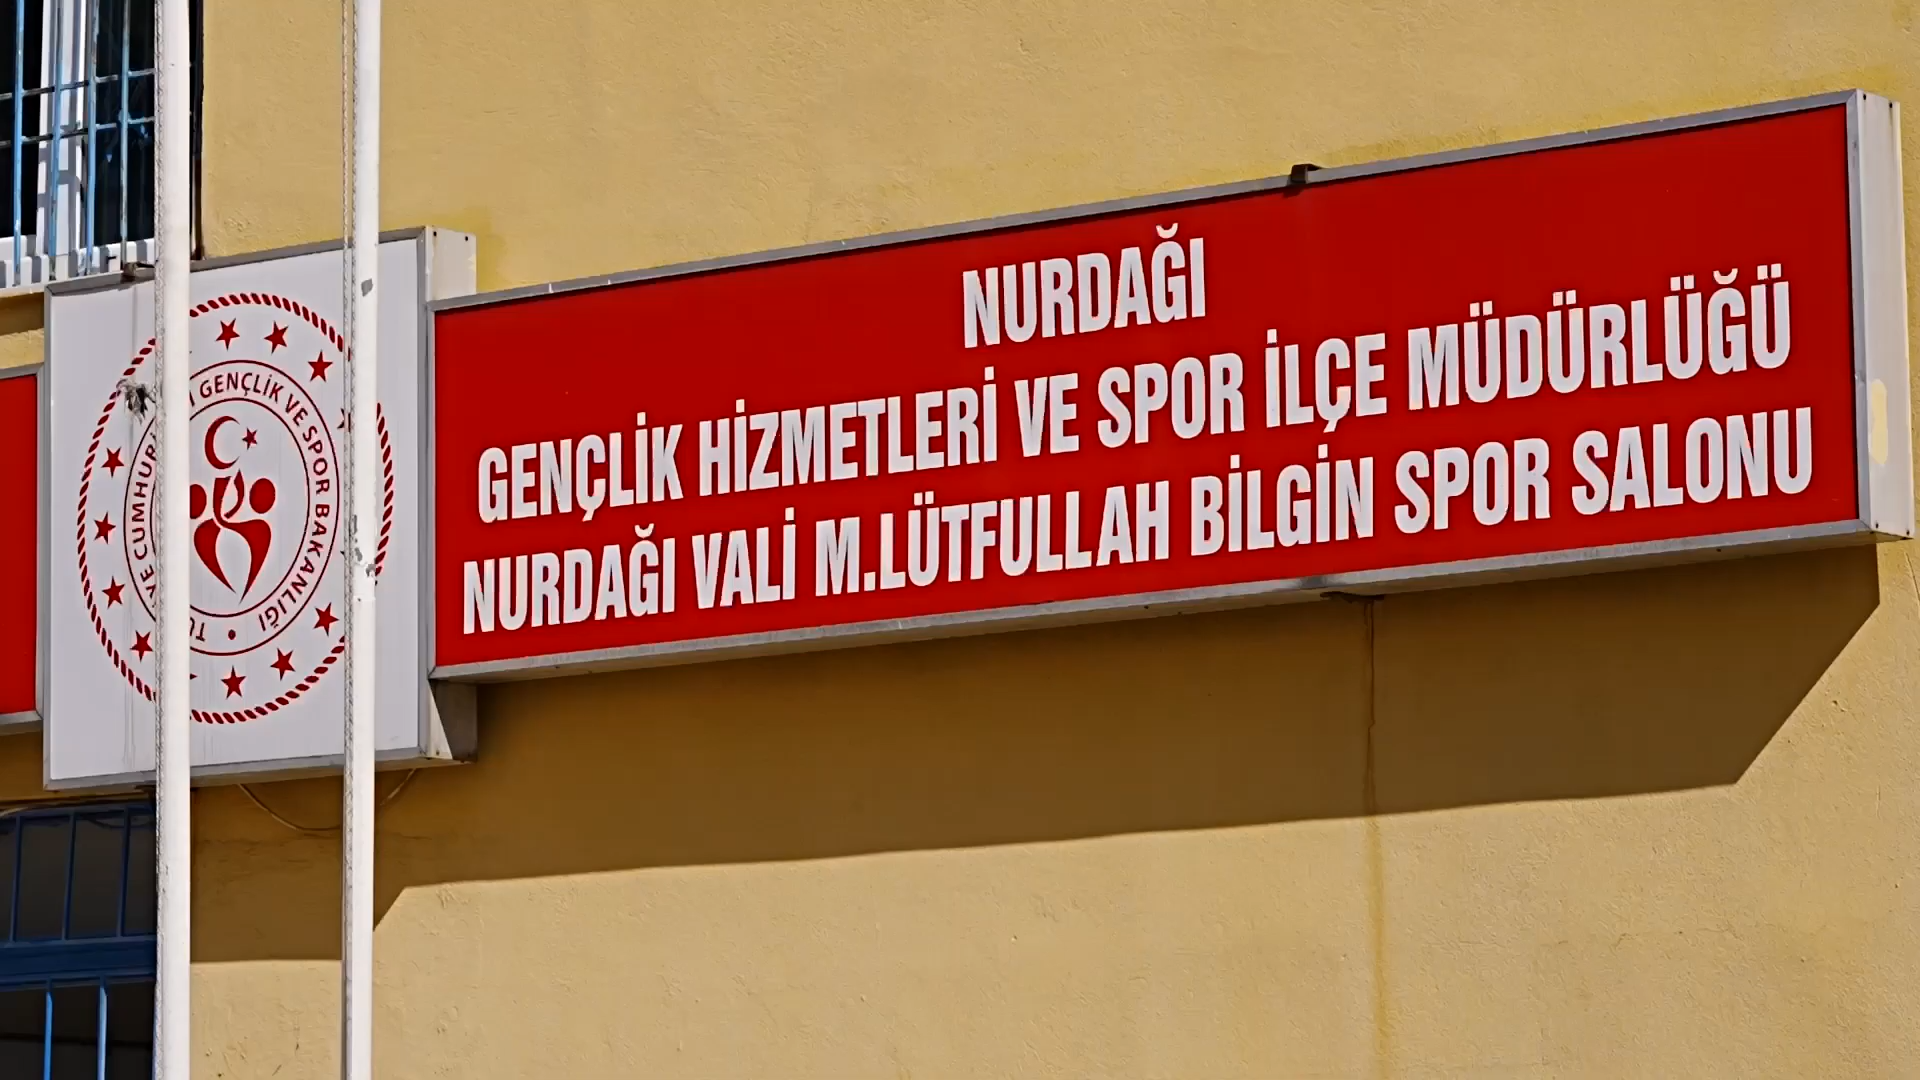 NURDAĞI
GENÇLİK HİZMETLERİ VE SPOR İLÇE MÜDÜRLÜĞÜ
NURDAĞI VALİ M.LÜTFULLAH BİLGİN SPOR SALONU
GENÇLİK VE SPOR BAKANLIĞI